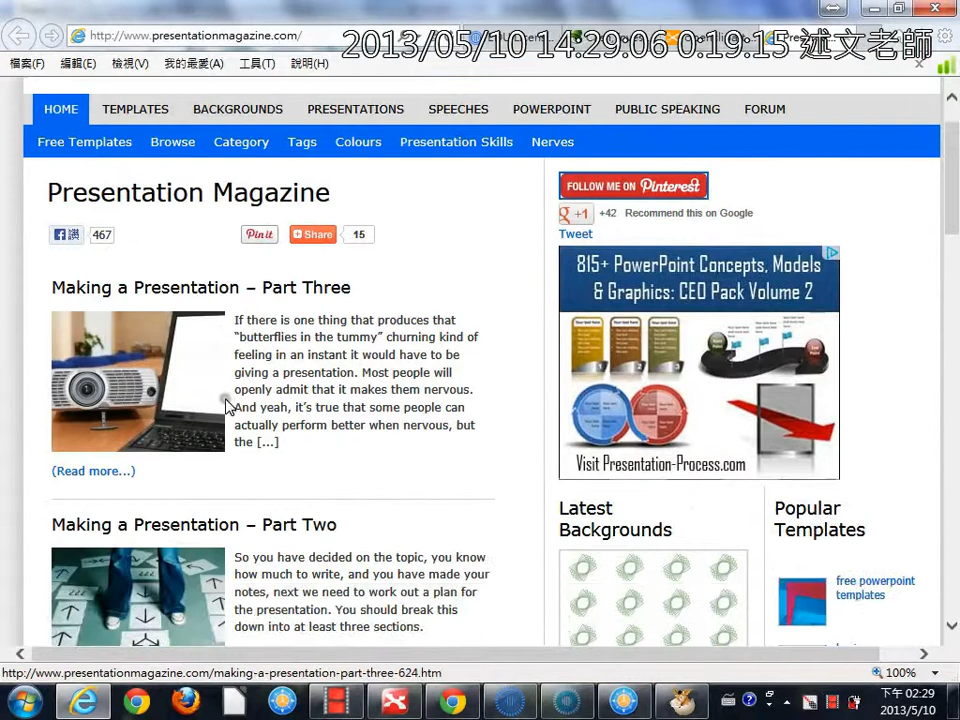 http://www.presentationmagazine.com/
2013/05/10 14:29:06 0:19:15 述文老師
檔案(F) 編輯(E) 檢視(V) 我的最愛(A) 工具(T) 說明(H)
HOME TEMPLATES BACKGROUNDS PRESENTATIONS SPEECHES POWERPOINT PUBLIC SPEAKING FORUM
Free Templates Browse Category Tags Colours Presentation Skills Nerves
Presentation Magazine
讚 467 Pin it Share 15
Making a Presentation – Part Three
If there is one thing that produces that
“butterflies in the tummy” churning kind of
feeling in an instant it would have to be
giving a presentation. Most people will
openly admit that it makes them nervous.
And yeah, it’s true that some people can
actually perform better when nervous, but
the [...]
(Read more...)
Making a Presentation – Part Two
So you have decided on the topic, you know
how much to write, and you have made your
notes, next we need to work out a plan for
the presentation. You should break this
down into at least three sections.
FOLLOW ME ON Pinterest
g +1 +42 Recommend this on Google
Tweet
815+ PowerPoint Concepts, Models
& Graphics: CEO Pack Volume 2
Visit Presentation-Process.com
Latest
Backgrounds
Popular
Templates
free powerpoint
templates
http://www.presentationmagazine.com/making-a-presentation-part-three-624.htm
100%
下午 02:29
2013/5/10